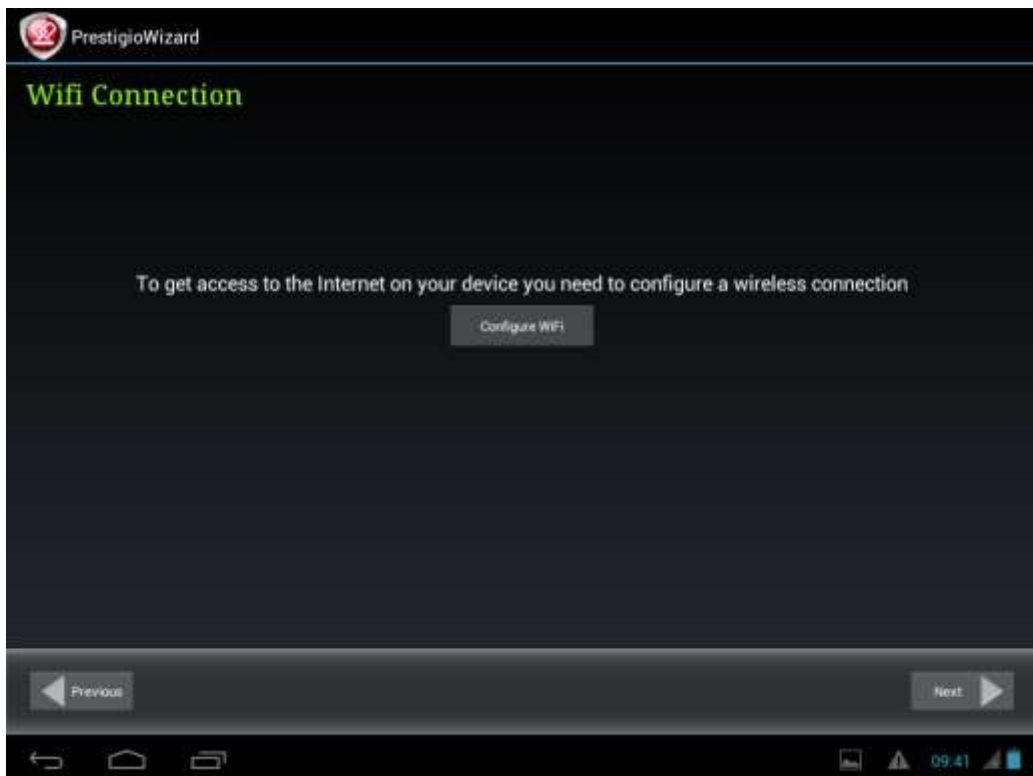 PrestigioWizard
Wifi Connection
To get access to the Internet on your device you need to configure a wireless connection
Configure WiFi
Previous
Next
09:41